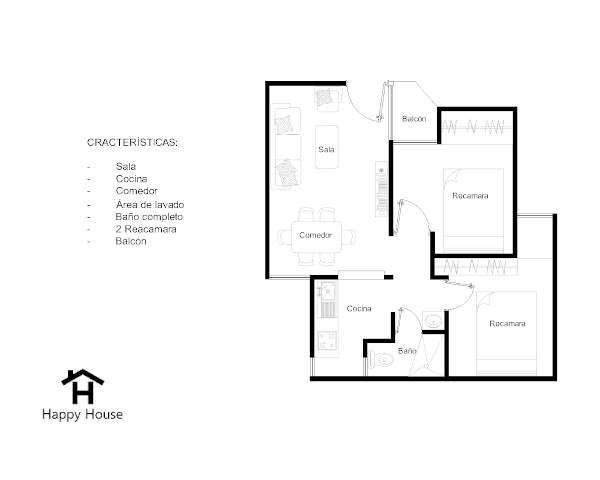 CRACTERÍSTICAS:
- Sala
- Cocina
- Comedor
- Área de lavado
- Baño completo
- 2 Reacamara
- Balcón
Balcón
Sala
Recamara
Comedor
Cocina
Recamara
Baño
Happy House